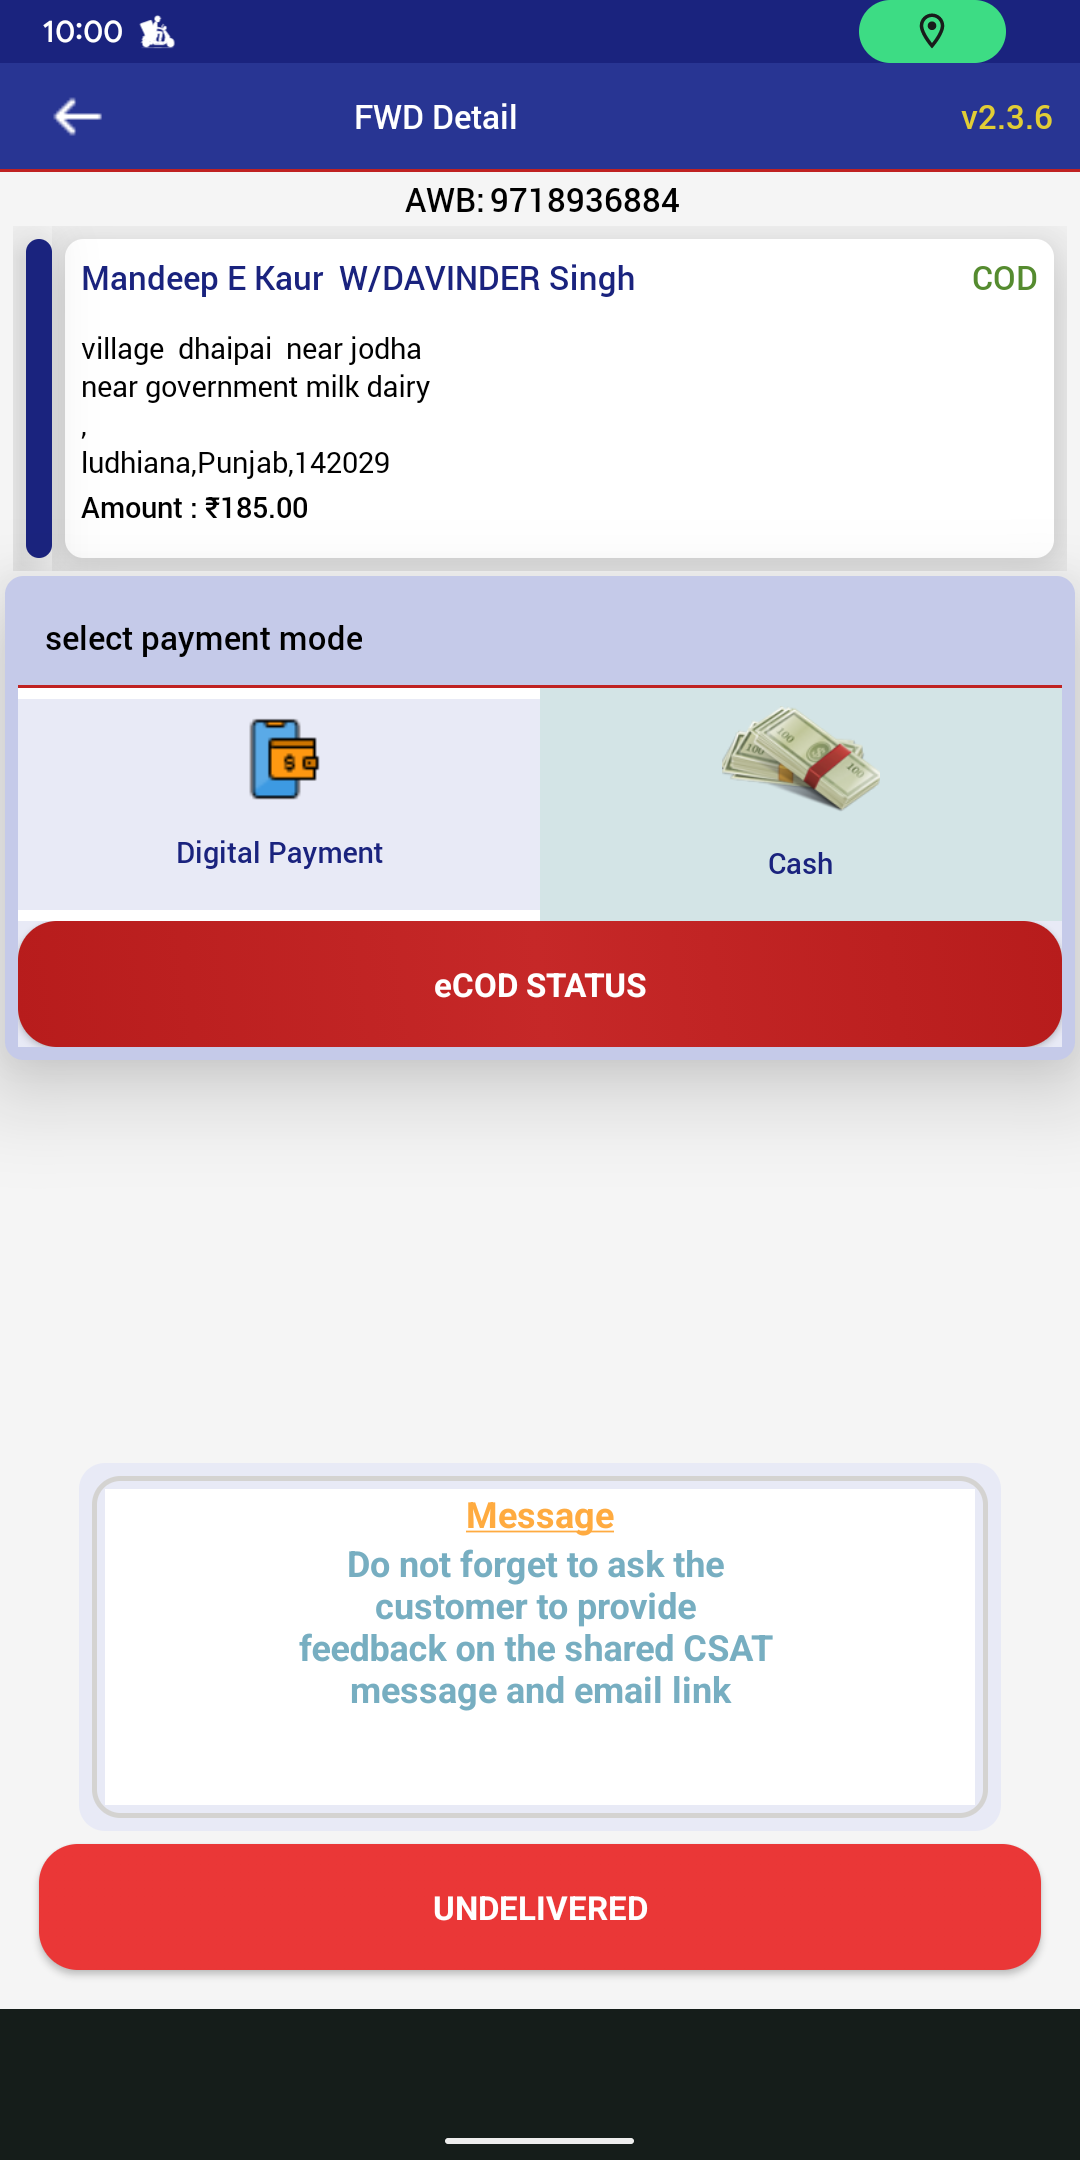 10:00
FWD Detail
v2.3.6
AWB: 9718936884
Mandeep E Kaur  W/DAVINDER Singh
COD
village  dhaipai  near jodha
near government milk dairy
,
ludhiana,Punjab,142029
Amount : ₹185.00
select payment mode
Digital Payment
Cash
eCOD STATUS
Message
Do not forget to ask the
customer to provide
feedback on the shared CSAT
message and email link
UNDELIVERED